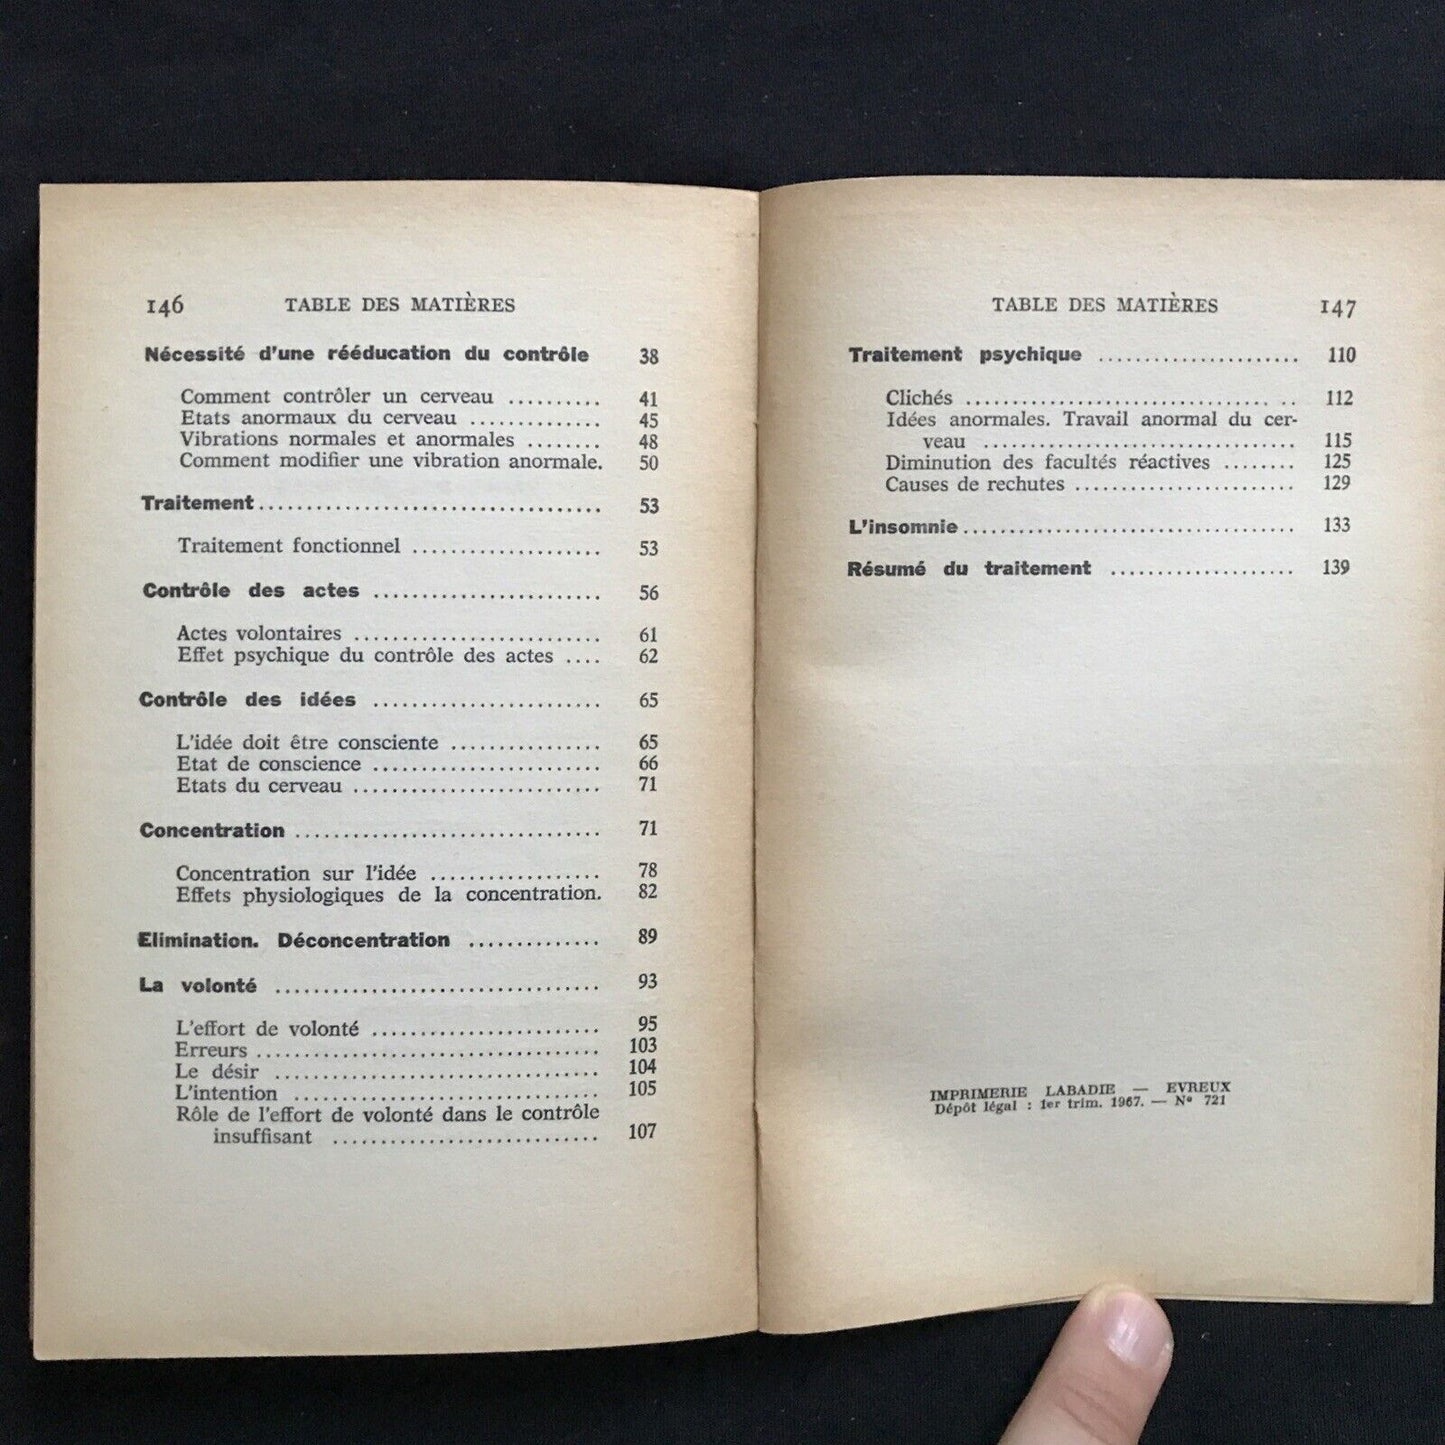 146 TABLE DES MATIÈRES
Nécessité d'une rééducation du contrôle 38
Comment contrôler un cerveau .......... 41
Etats anormaux du cerveau .............. 45
Vibrations normales et anormales ........ 48
Comment modifier une vibration anormale. 50
Traitement.................................... 53
Traitement fonctionnel .................... 53
Contrôle des actes ........................ 56
Actes volontaires .......................... 61
Effet psychique du contrôle des actes .... 62
Contrôle des idées ........................ 65
L'idée doit être consciente ................ 65
Etat de conscience ........................ 66
Etats du cerveau .......................... 71
Concentration ................................ 71
Concentration sur l'idée .................. 78
Effets physiologiques de la concentration. 82
Elimination. Déconcentration .............. 89
La volonté .................................. 93
L'effort de volonté ........................ 95
Erreurs .................................... 103
Le désir .................................. 104
L'intention ................................ 105
Rôle de l'effort de volonté dans le contrôle
insuffisant ............................ 107
TABLE DES MATIÈRES 147
Traitement psychique ...................... 110
Clichés ................................ .. 112
Idées anormales. Travail anormal du cer-
veau .................................. 115
Diminution des facultés réactives ........ 125
Causes de rechutes ........................ 129
L'insomnie.................................... 133
Résumé du traitement .................... 139
IMPRIMERIE LABADIE — EVREUX
Dépôt légal : 1er trim. 1967. — Nº 721